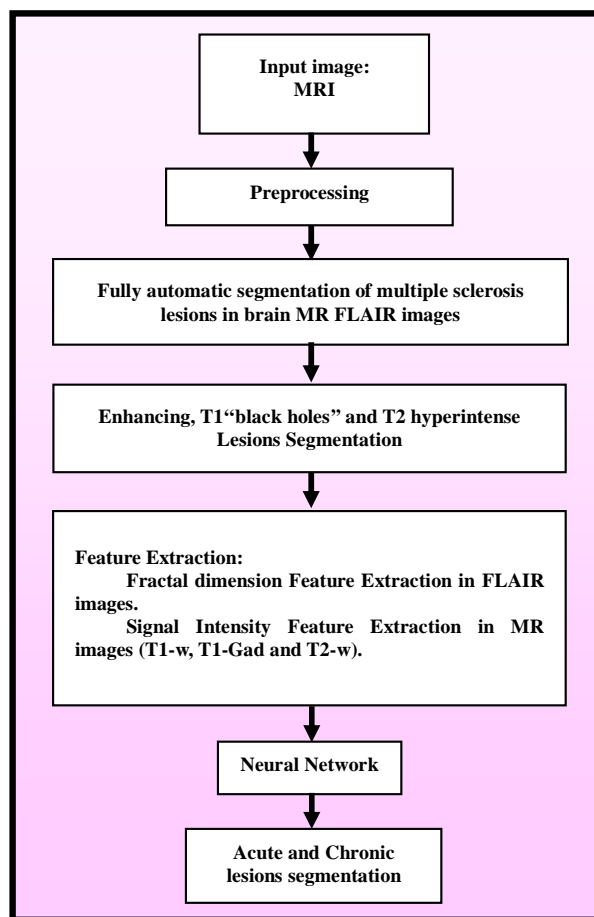 Input image:
MRI
Preprocessing
Fully automatic segmentation of multiple sclerosis
lesions in brain MR FLAIR images
Enhancing, T1“black holes” and T2 hyperintense
Lesions Segmentation
Feature Extraction:
Fractal dimension Feature Extraction in FLAIR
images.
Signal Intensity Feature Extraction in MR
images (T1-w, T1-Gad and T2-w).
Neural Network
Acute and Chronic
lesions segmentation